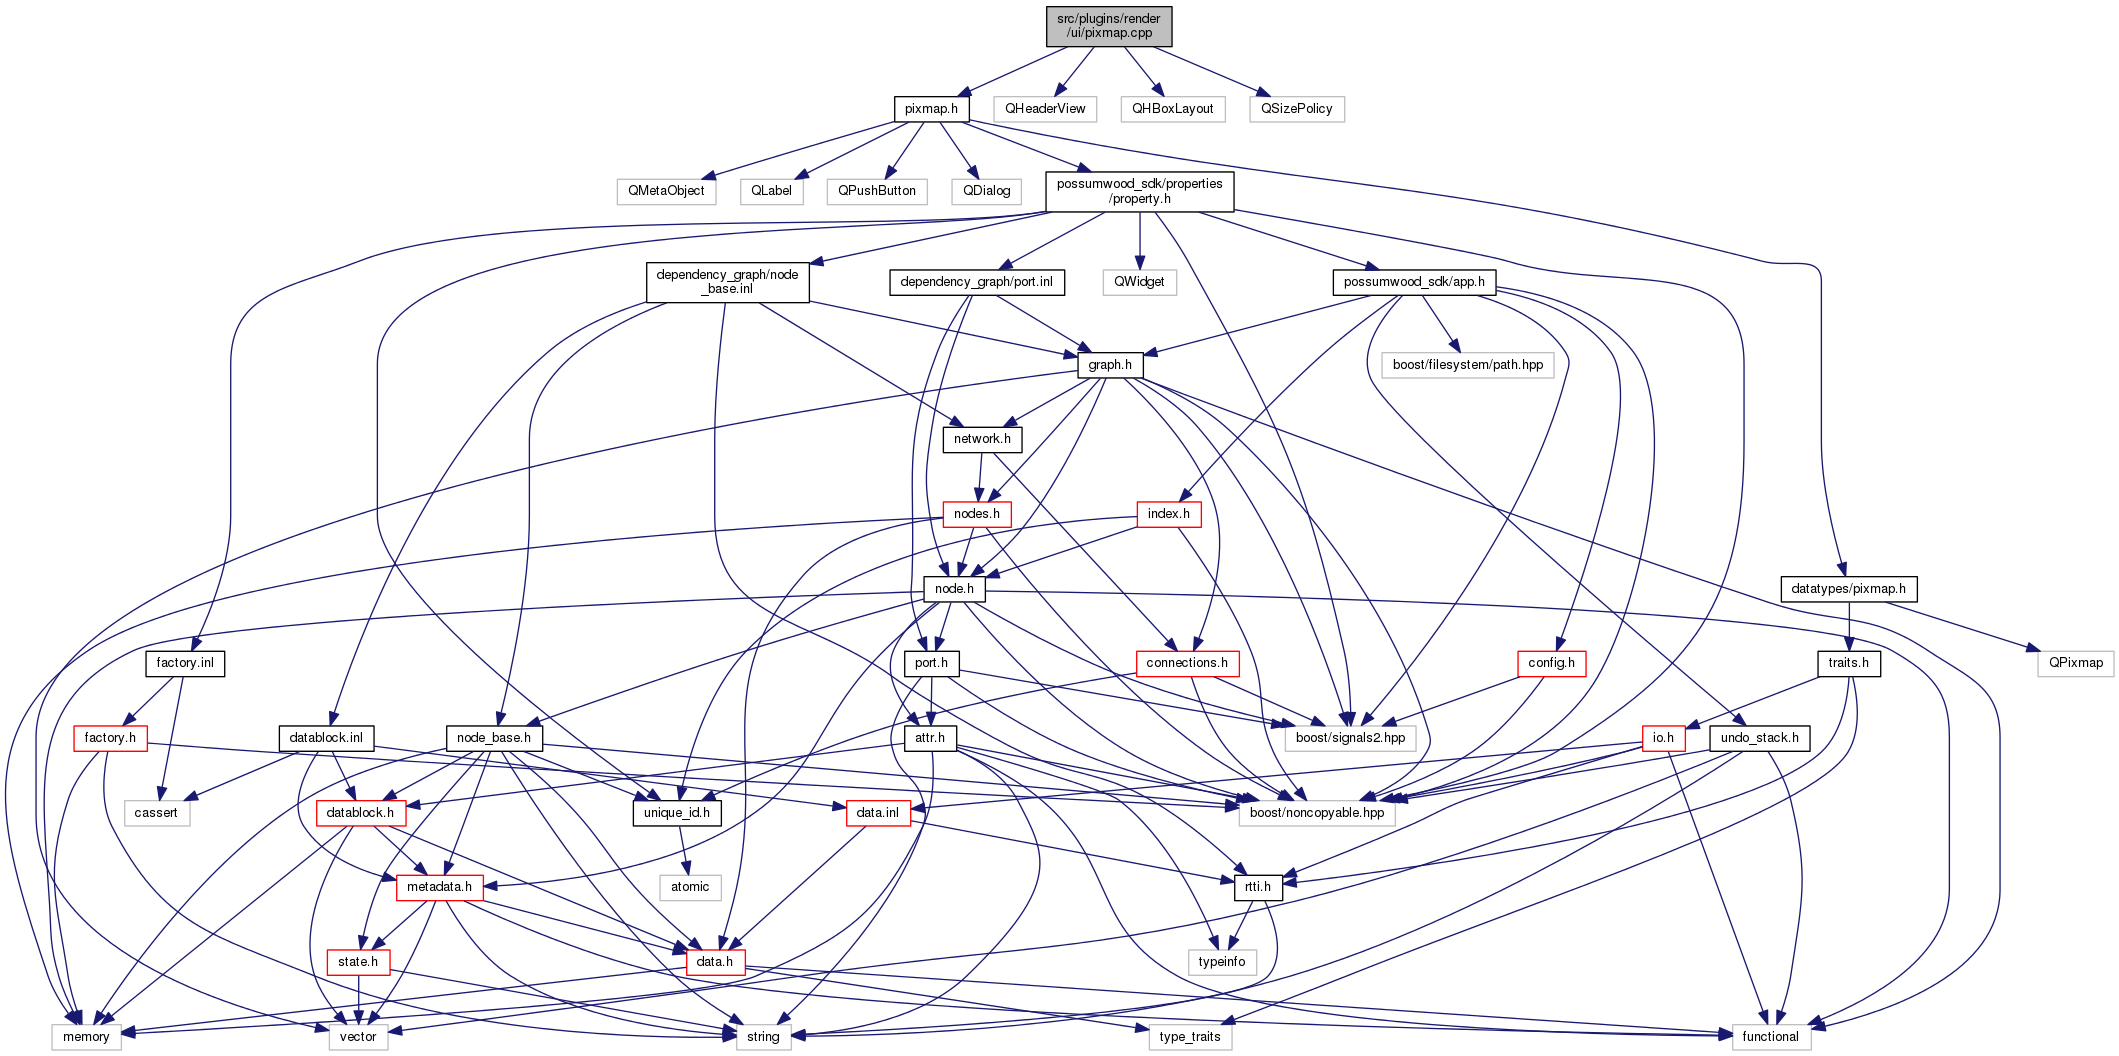 src/plugins/render
/ui/pixmap.cpp
pixmap.h
QHeaderView
QHBoxLayout
QSizePolicy
QMetaObject
QLabel
QPushButton
QDialog
possumwood_sdk/properties
/property.h
dependency_graph/node
_base.inl
dependency_graph/port.inl
QWidget
possumwood_sdk/app.h
graph.h
boost/filesystem/path.hpp
network.h
nodes.h
index.h
node.h
datatypes/pixmap.h
factory.inl
port.h
connections.h
config.h
traits.h
QPixmap
factory.h
datablock.inl
node_base.h
attr.h
boost/signals2.hpp
io.h
undo_stack.h
cassert
datablock.h
unique_id.h
data.inl
boost/noncopyable.hpp
metadata.h
atomic
rtti.h
state.h
data.h
typeinfo
memory
vector
string
type_traits
functional